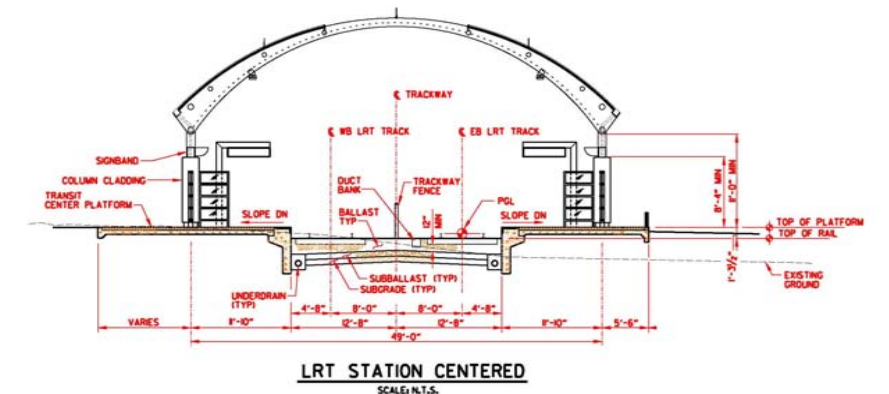 ℄ TRACKWAY
℄ WB LRT TRACK
℄ EB LRT TRACK
SIGNBAND
COLUMN CLADDING
TRANSIT
CENTER PLATFORM
SLOPE DN
DUCT
BANK
BALLAST
TYP
TRACKWAY
FENCE
12"
MIN
PGL
SLOPE DN
8'-4" MIN
11'-0" MIN
TOP OF PLATFORM
TOP OF RAIL
1'-3½"
EXISTING
GROUND
SUBBALLAST (TYP)
SUBGRADE (TYP)
UNDERDRAIN
(TYP)
4'-8" 8'-0" 8'-0" 4'-8"
VARIES 11'-10" 12'-8" 12'-8" 11'-10" 5'-6"
49'-0"
LRT STATION CENTERED
SCALE: N.T.S.